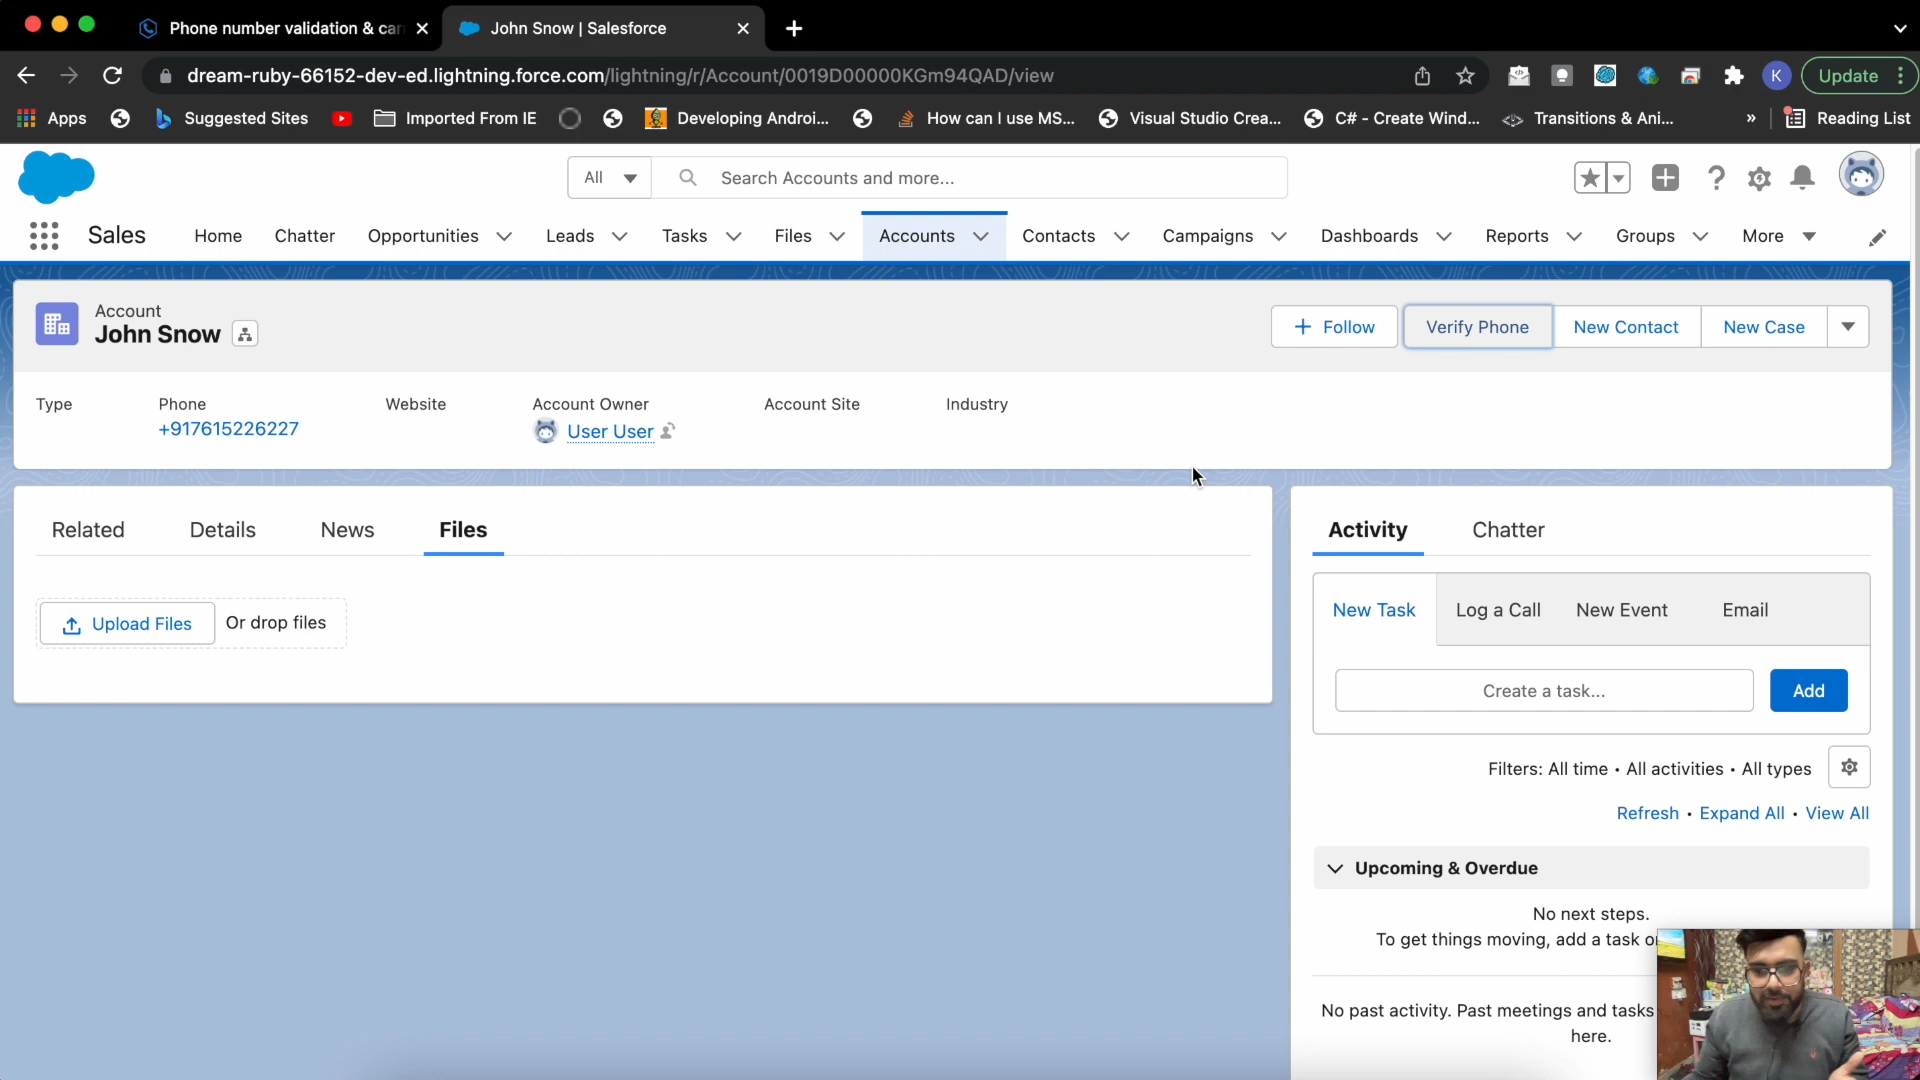 Phone number validation & car
John Snow | Salesforce
dream-ruby-66152-dev-ed.lightning.force.com/lightning/r/Account/0019D00000KGm94QAD/view
K
Update
Apps
Suggested Sites
Imported From IE
Developing Androi...
How can I use MS...
Visual Studio Crea...
C# - Create Wind...
Transitions & Ani...
»
Reading List
All
Search Accounts and more...
Sales
Home
Chatter
Opportunities
Leads
Tasks
Files
Accounts
Contacts
Campaigns
Dashboards
Reports
Groups
More
Account
John Snow
Follow
Verify Phone
New Contact
New Case
Type
Phone
Website
Account Owner
Account Site
Industry
+917615226227
User User
Related
Details
News
Files
Upload Files
Or drop files
Activity
Chatter
New Task
Log a Call
New Event
Email
Create a task...
Add
Filters: All time • All activities • All types
Refresh • Expand All • View All
Upcoming & Overdue
No next steps.
To get things moving, add a task
No past activity. Past meetings and tasks
here.